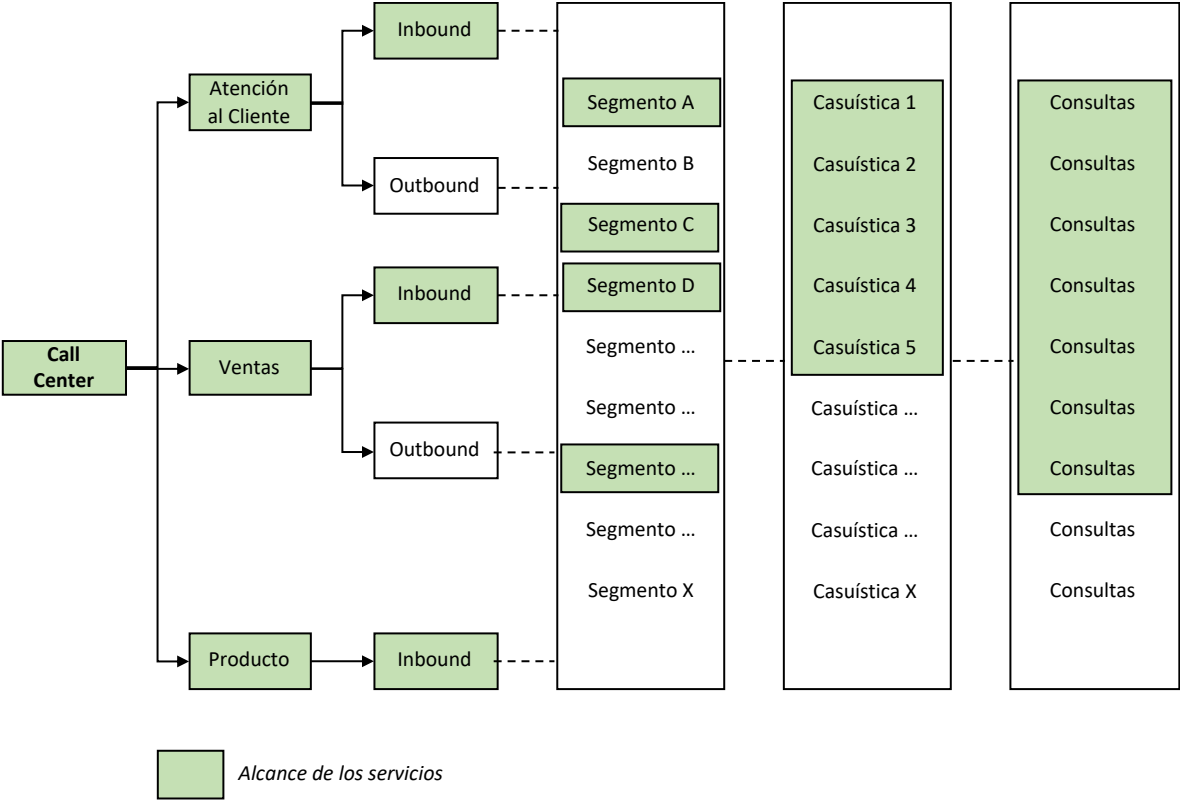 Inbound
Atención
al Cliente
Outbound
Inbound
Call
Center
Ventas
Outbound
Producto
Inbound
Segmento A
Segmento B
Segmento C
Segmento D
Segmento ...
Segmento ...
Segmento ...
Segmento ...
Segmento X
Casuística 1
Casuística 2
Casuística 3
Casuística 4
Casuística 5
Casuística ...
Casuística ...
Casuística ...
Casuística X
Consultas
Consultas
Consultas
Consultas
Consultas
Consultas
Consultas
Consultas
Consultas
Alcance de los servicios